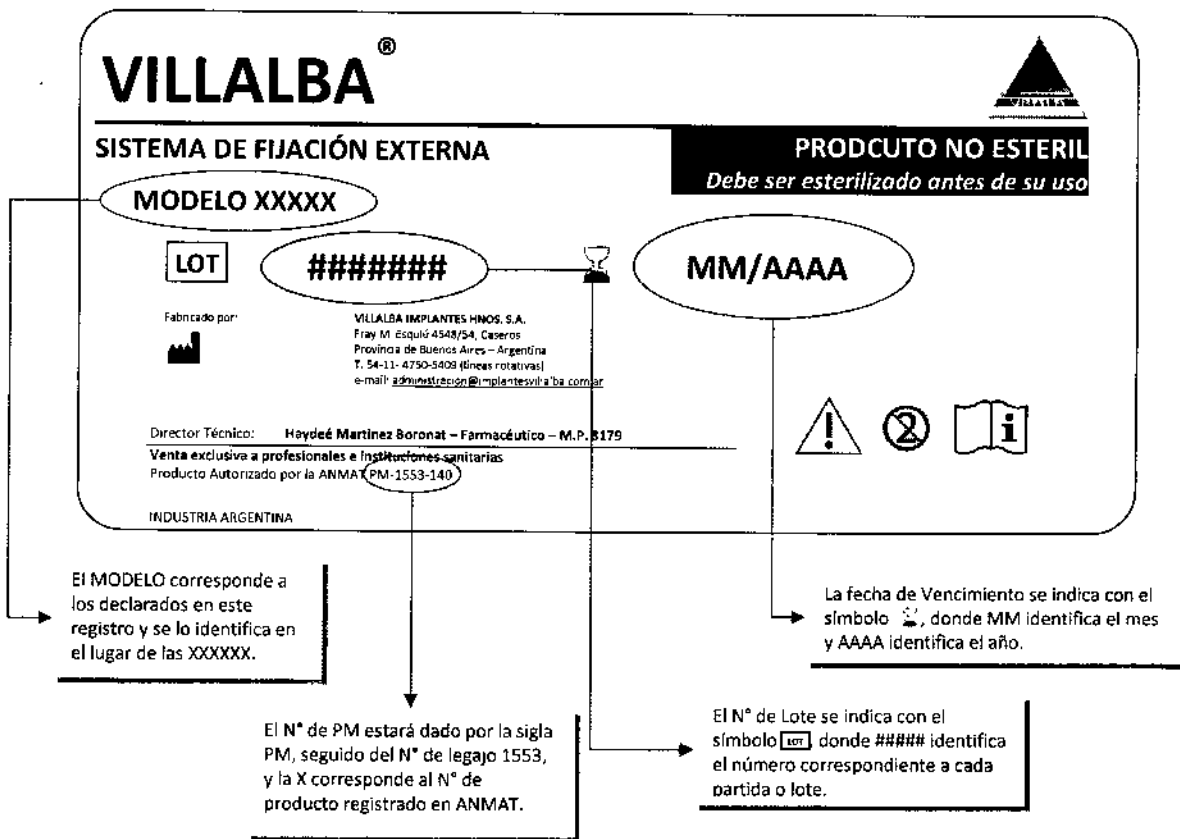 VILLALBA®
VILLALBA
SISTEMA DE FIJACIÓN EXTERNA
PRODCUTO NO ESTERIL
Debe ser esterilizado antes de su uso
MODELO XXXXX
LOT
#######
MM/AAAA
Fabricado por:
VILLALBA IMPLANTES HNOS. S.A.
Fray M. Esquiú 4548/54, Caseros
Provincia de Buenos Aires – Argentina
T. 54-11- 4750-5409 (líneas rotativas)
e-mail: administracion@implantesvillalba.com.ar
2
i
Director Técnico: Haydeé Martinez Boronat – Farmacéutico – M.P. 8179
Venta exclusiva a profesionales e instituciones sanitarias
Producto Autorizado por la ANMAT PM-1553-140
INDUSTRIA ARGENTINA
El MODELO corresponde a
los declarados en este
registro y se lo identifica en
el lugar de las XXXXXX.
La fecha de Vencimiento se indica con el
símbolo , donde MM identifica el mes
y AAAA identifica el año.
El N° de PM estará dado por la sigla
PM, seguido del N° de legajo 1553,
y la X corresponde al N° de
producto registrado en ANMAT.
El N° de Lote se indica con el
símbolo LOT, donde ##### identifica
el número correspondiente a cada
partida o lote.